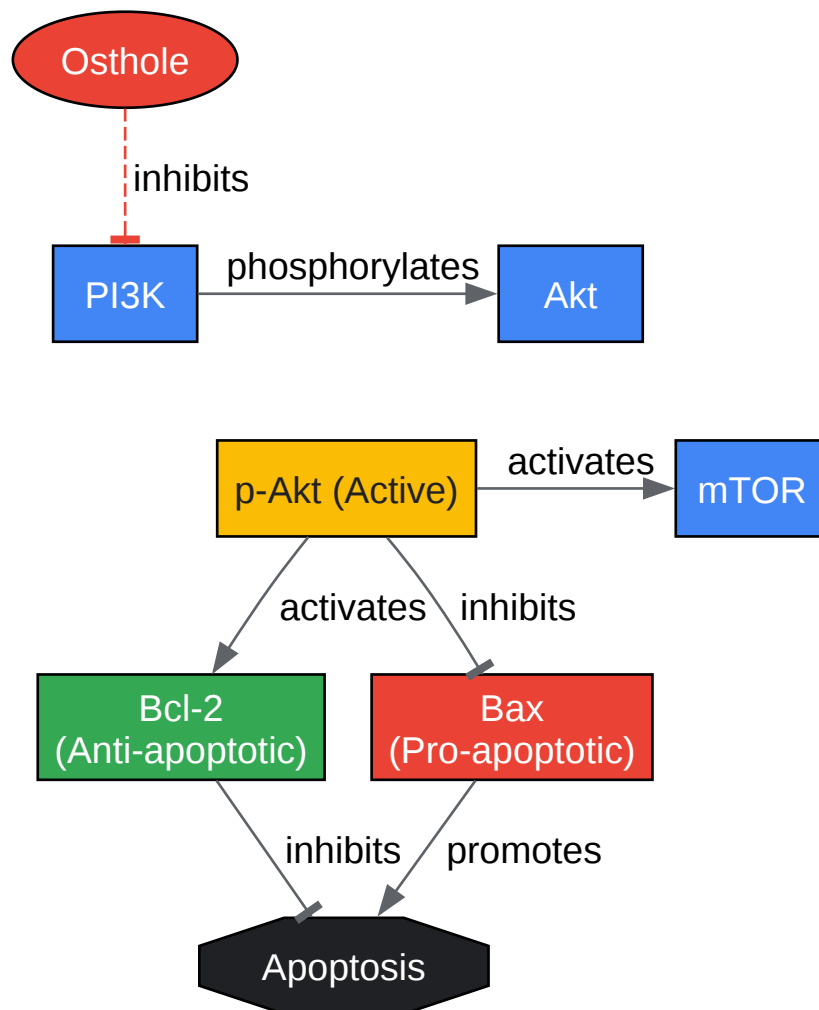 Osthole
inhibits
phosphorylates
PI3K
Akt
activates
p-Akt (Active)
mTOR
activates
inhibits
Bcl-2
(Anti-apoptotic)
Bax
(Pro-apoptotic)
inhibits
promotes
Apoptosis